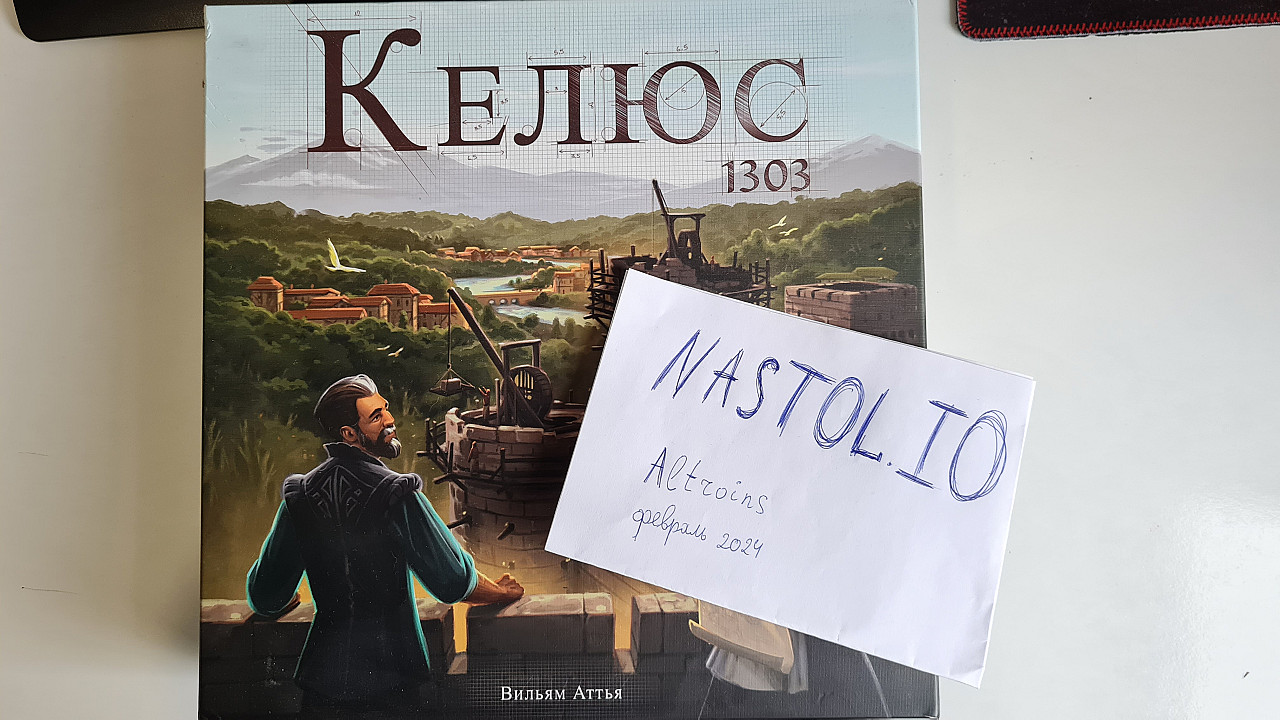 Келюс
1303
NASTOL.IO
Altroins
февраль 2024
Вильям Аттья